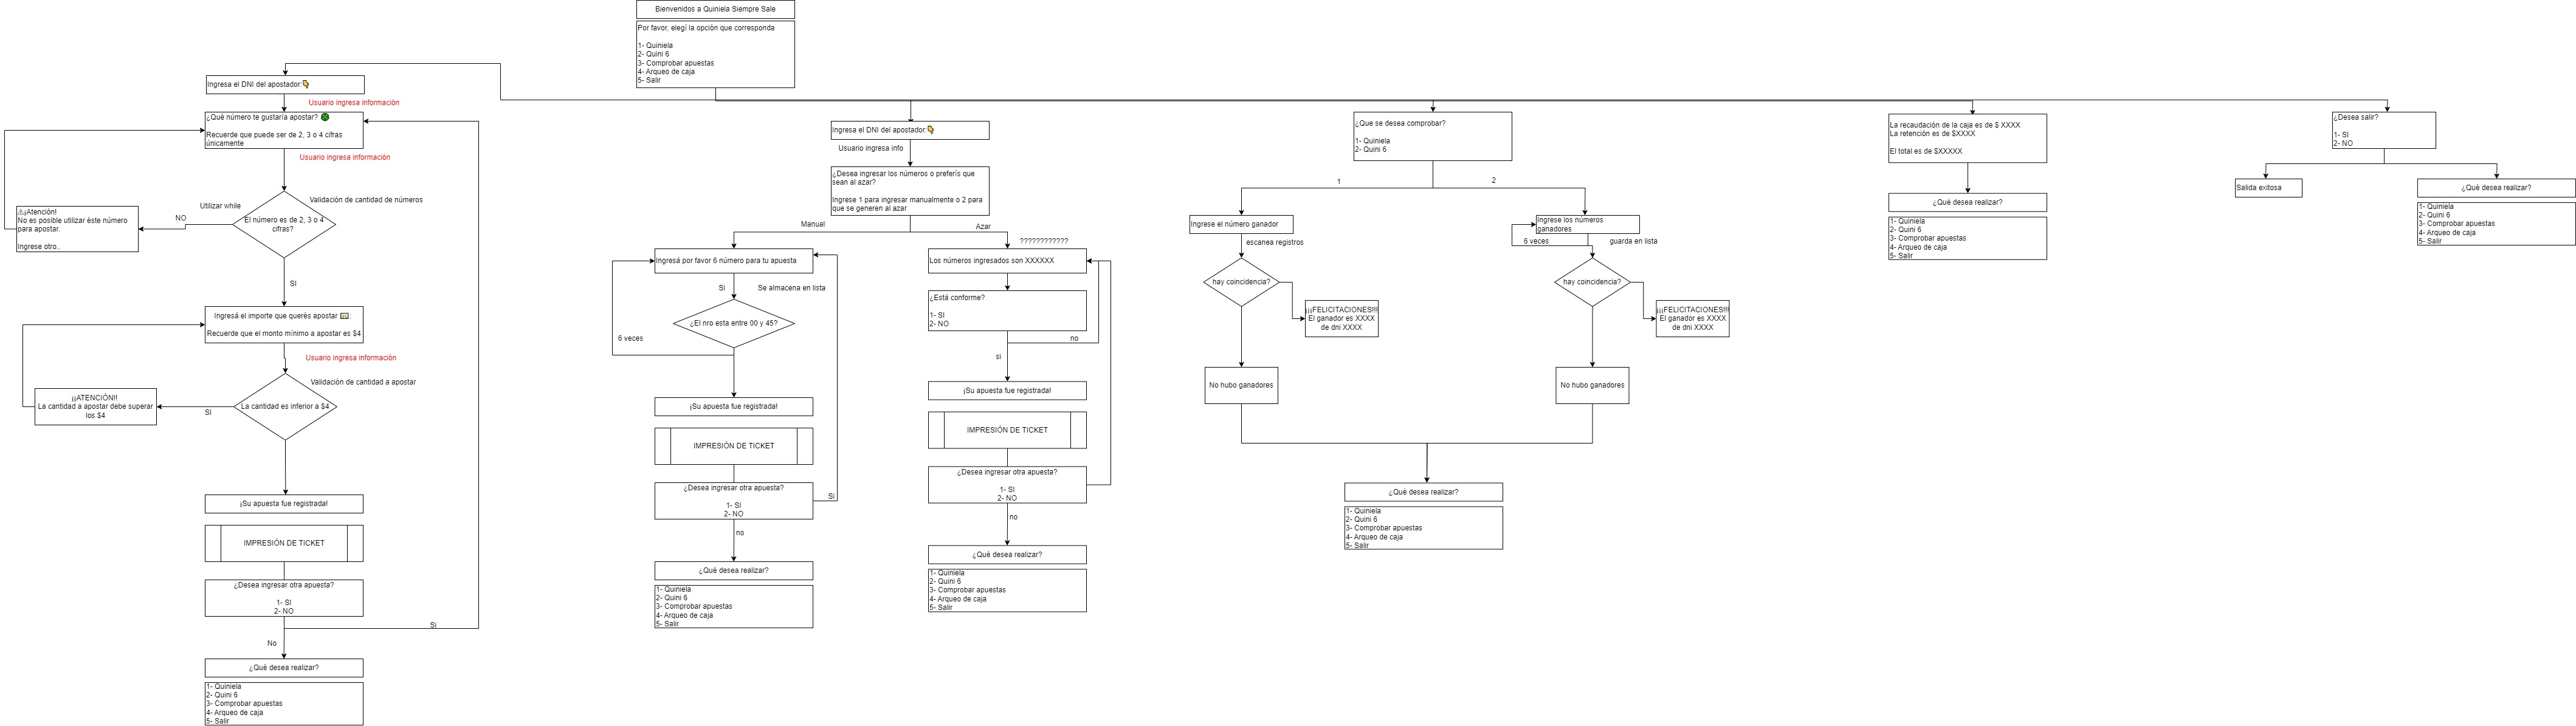 Bienvenidos a Quiniela Siempre Sale
Por favor, elegí la opción que corresponda
1- Quiniela
2- Quini 6
3- Comprobar apuestas
4- Arqueo de caja
5- Salir
Ingresa el DNI del apostador:
Usuario ingresa información
¿Qué número te gustaría apostar?
Recuerde que puede ser de 2, 3 o 4 cifras
únicamente
Usuario ingresa información
Validación de cantidad de números
Utilizar while
El número es de 2, 3 o 4
cifras?
NO
⚠¡Atención!
No es posible utilizar éste número
para apostar.
Ingrese otro..
SI
Ingresá el importe que querés apostar :
Recuerde que el monto mínimo a apostar es $4
Usuario ingresa información
Validación de cantidad a apostar
La cantidad es inferior a $4
SI
¡¡ATENCIÓN!!
La cantidad a apostar debe superar
los $4
¡Su apuesta fue registrada!
IMPRESIÓN DE TICKET
¿Desea ingresar otra apuesta?
1- SI
2- NO
Si
No
¿Qué desea realizar?
1- Quiniela
2- Quini 6
3- Comprobar apuestas
4- Arqueo de caja
5- Salir
Ingresa el DNI del apostador:
Usuario ingresa info
¿Desea ingresar los números o preferís que
sean al azar?
Ingrese 1 para ingresar manualmente o 2 para
que se generen al azar
Manual
Azar
????????????
Ingresá por favor 6 número para tu apuesta
Si
Se almacena en lista
¿El nro esta entre 00 y 45?
6 veces
¡Su apuesta fue registrada!
IMPRESIÓN DE TICKET
¿Desea ingresar otra apuesta?
1- SI
2- NO
Si
no
¿Qué desea realizar?
1- Quiniela
2- Quini 6
3- Comprobar apuestas
4- Arqueo de caja
5- Salir
Los números ingresados son XXXXXX
¿Está conforme?
1- SI
2- NO
no
si
¡Su apuesta fue registrada!
IMPRESIÓN DE TICKET
¿Desea ingresar otra apuesta?
1- SI
2- NO
no
¿Qué desea realizar?
1- Quiniela
2- Quini 6
3- Comprobar apuestas
4- Arqueo de caja
5- Salir
¿Que se desea comprobar?
1- Quiniela
2- Quini 6
1
2
Ingrese el número ganador
escanea registros
hay coincidencia?
¡¡¡FELICITACIONES!!!
El ganador es XXXX
de dni XXXX
No hubo ganadores
Ingrese los números
ganadores
6 veces
guarda en lista
hay coincidencia?
¡¡¡FELICITACIONES!!!
El ganador es XXXX
de dni XXXX
No hubo ganadores
¿Qué desea realizar?
1- Quiniela
2- Quini 6
3- Comprobar apuestas
4- Arqueo de caja
5- Salir
La recaudación de la caja es de $ XXXX
La retención es de $XXXX
El total es de $XXXXX
¿Qué desea realizar?
1- Quiniela
2- Quini 6
3- Comprobar apuestas
4- Arqueo de caja
5- Salir
¿Desea salir?
1- SI
2- NO
Salida exitosa
¿Qué desea realizar?
1- Quiniela
2- Quini 6
3- Comprobar apuestas
4- Arqueo de caja
5- Salir